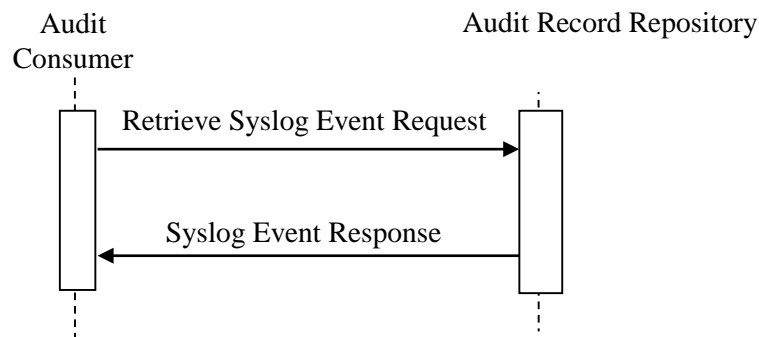 Audit
Consumer
Audit Record Repository
Retrieve Syslog Event Request
Syslog Event Response